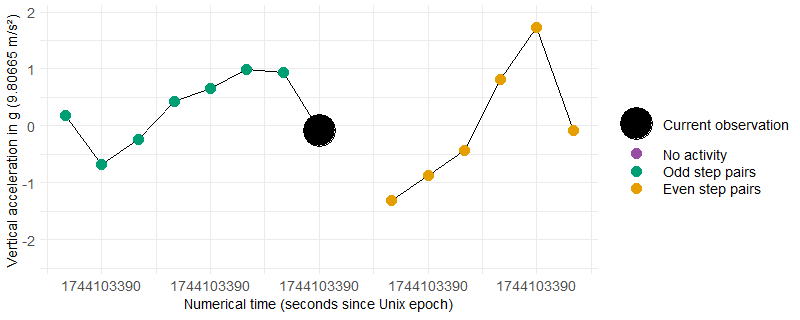 Vertical acceleration in g (9.80665 m/s²)
2
1
0
-1
-2
1744103390 1744103390 1744103390 1744103390 1744103390
Numerical time (seconds since Unix epoch)
Current observation
No activity
Odd step pairs
Even step pairs